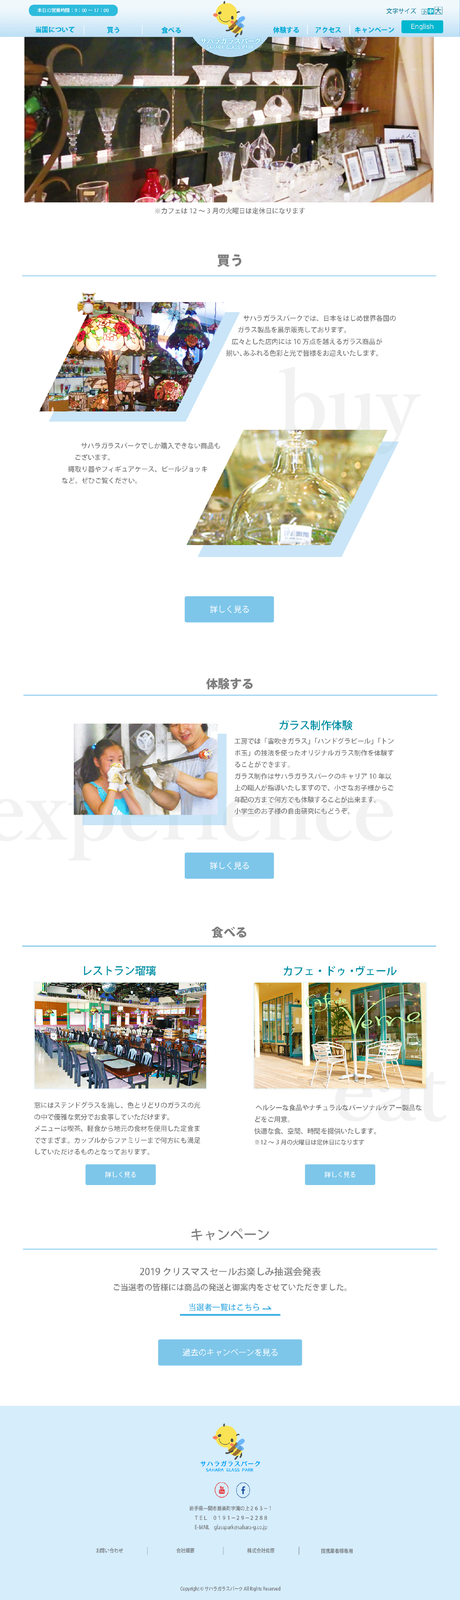 本日の営業時間：9：00 ～ 17：00
文字サイズ
大
当園について
買う
食べる
体験する
アクセス
キャンペーン
English
サハラガラスパーク
※カフェは 12 ～ 3 月の火曜日は定休日になります
買う
サハラガラスパークでは、日本をはじめ世界各国の
ガラス製品を展示販売しております。
広々とした店内には 10 万点を越えるガラス商品が
揃い、あふれる色彩と光で皆様をお迎えいたします。
buy
サハラガラスパークでしか購入できない商品も
ございます。
縄取り器やフィギュアケース、ビールジョッキ
など、ぜひご覧ください。
詳しく見る
体験する
ガラス制作体験
工房では「宙吹きガラス」「ハンドグラビール」「トン
ボ玉」の技法を使ったオリジナルガラス制作を体験す
ることができます。
ガラス制作はサハラガラスパークのキャリア 10 年以
上の職人が指導いたしますので、小さなお子様からご
年配の方まで何方でも体験することが出来ます。
小学生のお子様の自由研究にもどうぞ。
experience
詳しく見る
食べる
レストラン瑠璃
カフェ・ドゥ・ヴェール
窓にはステンドグラスを施し、色とりどりのガラスの光
の中で優雅な気分でお食事していただけます。
メニューは喫茶、軽食から地元の食材を使用した定食ま
でさまざま。カップルからファミリーまで何方にも満足
していただけるものとなっております。
ヘルシーな食品やナチュラルなパーソナルケアー製品な
どをご用意。
快適な食、空間、時間を提供いたします。
※12 ～ 3 月の火曜日は定休日になります
eat
詳しく見る
詳しく見る
キャンペーン
2019 クリスマスセールお楽しみ抽選会発表
ご当選者の皆様には商品の発送と御案内をさせていただきました。
当選者一覧はこちら
過去のキャンペーンを見る
サハラガラスパーク
SAHARA GLASS PARK
ＴＥＬ ０１９１－２９－２２８８
E-MAIL glasspark@sahara-g.co.jp
お問い合わせ
会社概要
Copyright © サハラガラスパーク All Rights Reserved